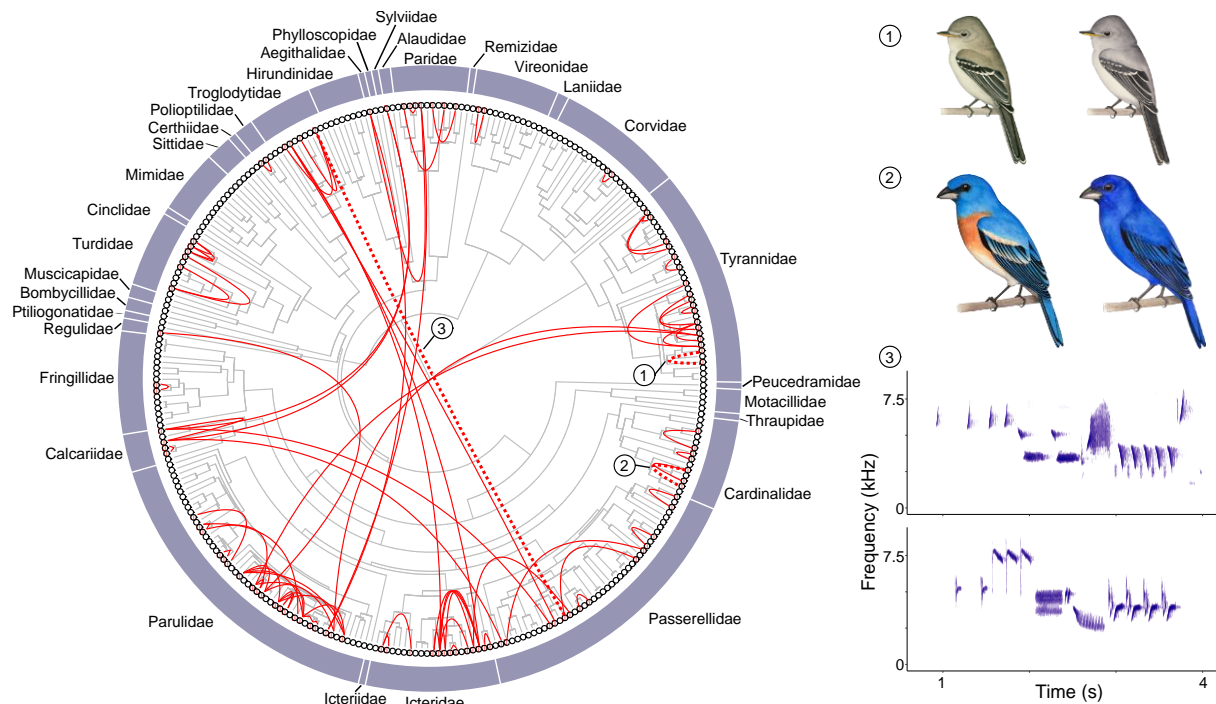 Sylviidae
Phylloscopidae
Aegithalidae
Alaudidae
Hirundinidae
Paridae
Remizidae
Vireonidae
Laniidae
Troglodytidae
Polioptilidae
Certhiidae
Sittidae
Corvidae
Mimidae
Cinclidae
Turdidae
Tyrannidae
Muscicapidae
Bombycillidae
Ptiliogonatidae
Regulidae
Fringillidae
Peucedramidae
Motacillidae
Thraupidae
Calcariidae
Cardinalidae
Parulidae
Passerellidae
Icteriidae
Icteridae
3
1
2
1
2
3
7.5
0
7.5
0
Frequency (kHz)
1
4
Time (s)